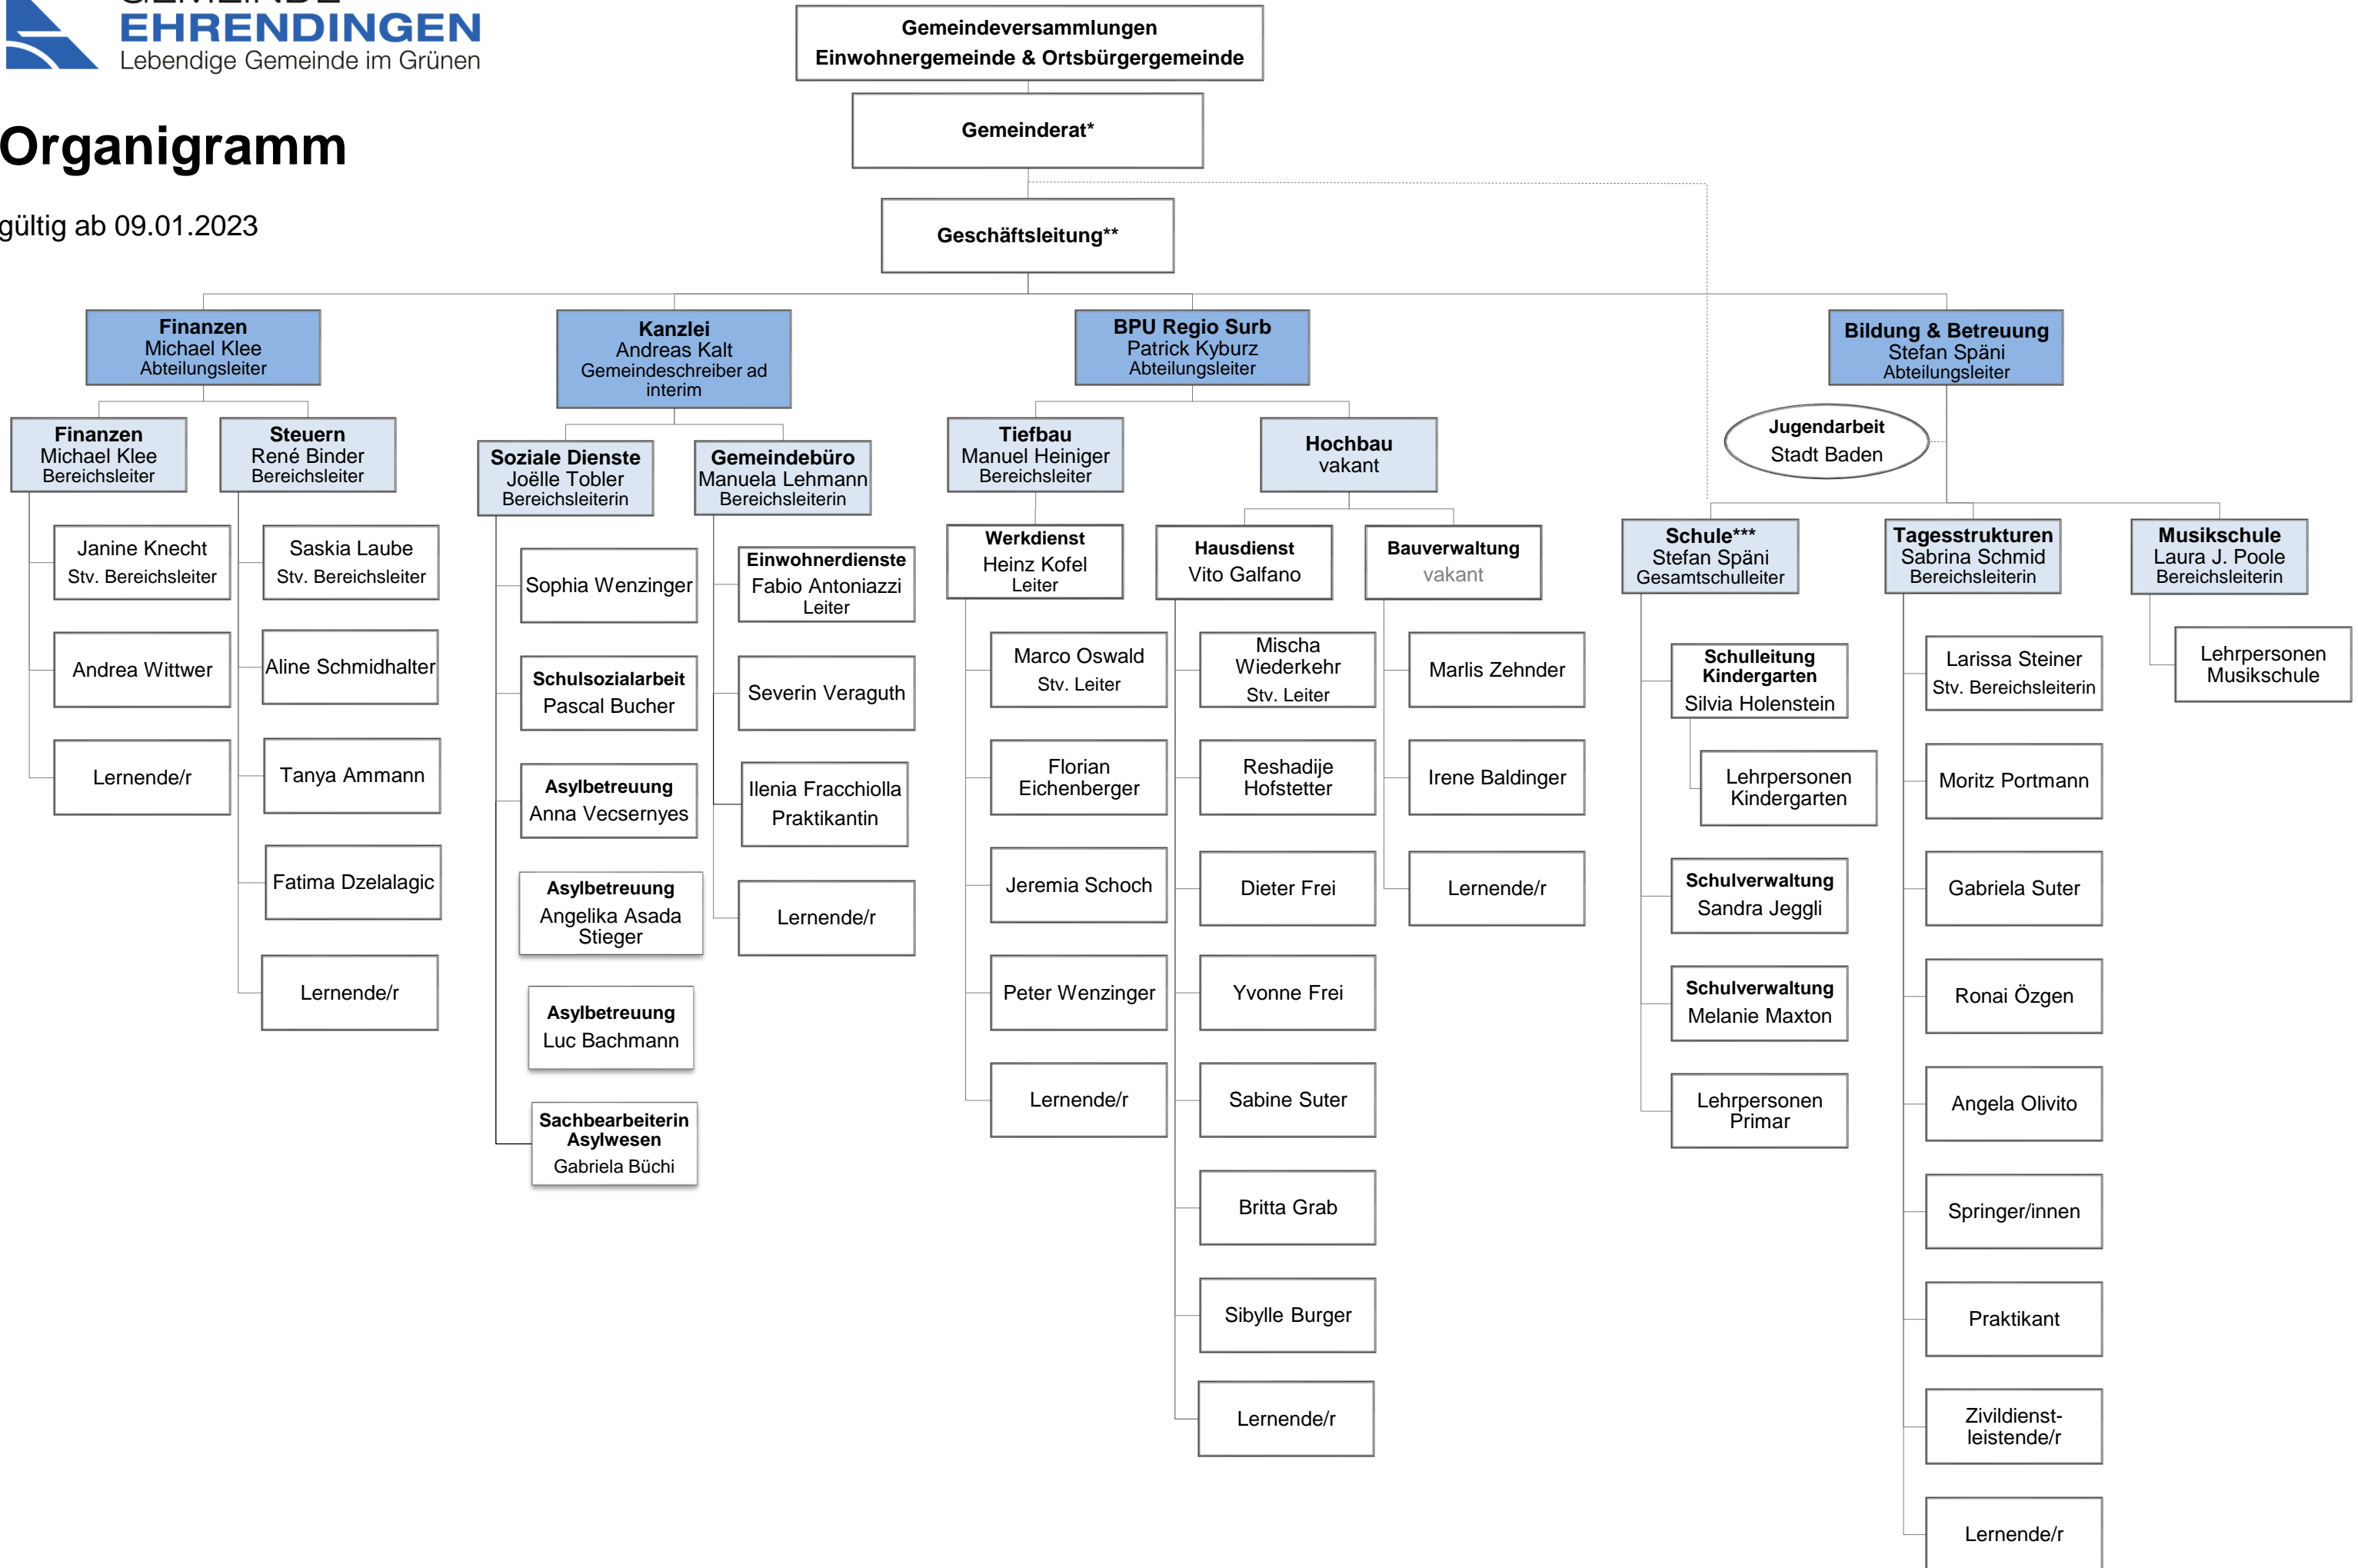 GEMEINDE
EHRENDINGEN
Lebendige Gemeinde im Grünen
Organigramm
gültig ab 09.01.2023
Gemeindeversammlungen
Einwohnergemeinde & Ortsbürgergemeinde
Gemeinderat*
Geschäftsleitung**
Finanzen
Michael Klee
Abteilungsleiter
Kanzlei
Andreas Kalt
Gemeindeschreiber ad
interim
BPU Regio Surb
Patrick Kyburz
Abteilungsleiter
Bildung & Betreuung
Stefan Späni
Abteilungsleiter
Jugendarbeit
Stadt Baden
Finanzen
Michael Klee
Bereichsleiter
Janine Knecht
Stv. Bereichsleiter
Andrea Wittwer
Lernende/r
Steuern
René Binder
Bereichsleiter
Saskia Laube
Stv. Bereichsleiter
Aline Schmidhalter
Tanya Ammann
Fatima Dzelalagic
Lernende/r
Soziale Dienste
Joëlle Tobler
Bereichsleiterin
Sophia Wenzinger
Schulsozialarbeit
Pascal Bucher
Asylbetreuung
Anna Vecsernyes
Asylbetreuung
Angelika Asada
Stieger
Asylbetreuung
Luc Bachmann
Sachbearbeiterin
Asylwesen
Gabriela Büchi
Gemeindebüro
Manuela Lehmann
Bereichsleiterin
Einwohnerdienste
Fabio Antoniazzi
Leiter
Severin Veraguth
Ilenia Fracchiolla
Praktikantin
Lernende/r
Tiefbau
Manuel Heiniger
Bereichsleiter
Werkdienst
Heinz Kofel
Leiter
Marco Oswald
Stv. Leiter
Florian
Eichenberger
Jeremia Schoch
Peter Wenzinger
Lernende/r
Hochbau
vakant
Hausdienst
Vito Galfano
Mischa
Wiederkehr
Stv. Leiter
Reshadije
Hofstetter
Dieter Frei
Yvonne Frei
Sabine Suter
Britta Grab
Sibylle Burger
Lernende/r
Bauverwaltung
vakant
Marlis Zehnder
Irene Baldinger
Lernende/r
Schule***
Stefan Späni
Gesamtschulleiter
Schulleitung
Kindergarten
Silvia Holenstein
Lehrpersonen
Kindergarten
Schulverwaltung
Sandra Jeggli
Schulverwaltung
Melanie Maxton
Lehrpersonen
Primar
Tagesstrukturen
Sabrina Schmid
Bereichsleiterin
Larissa Steiner
Stv. Bereichsleiterin
Moritz Portmann
Gabriela Suter
Ronai Özgen
Angela Olivito
Springer/innen
Praktikant
Zivildienst-
leistende/r
Lernende/r
Musikschule
Laura J. Poole
Bereichsleiterin
Lehrpersonen
Musikschule